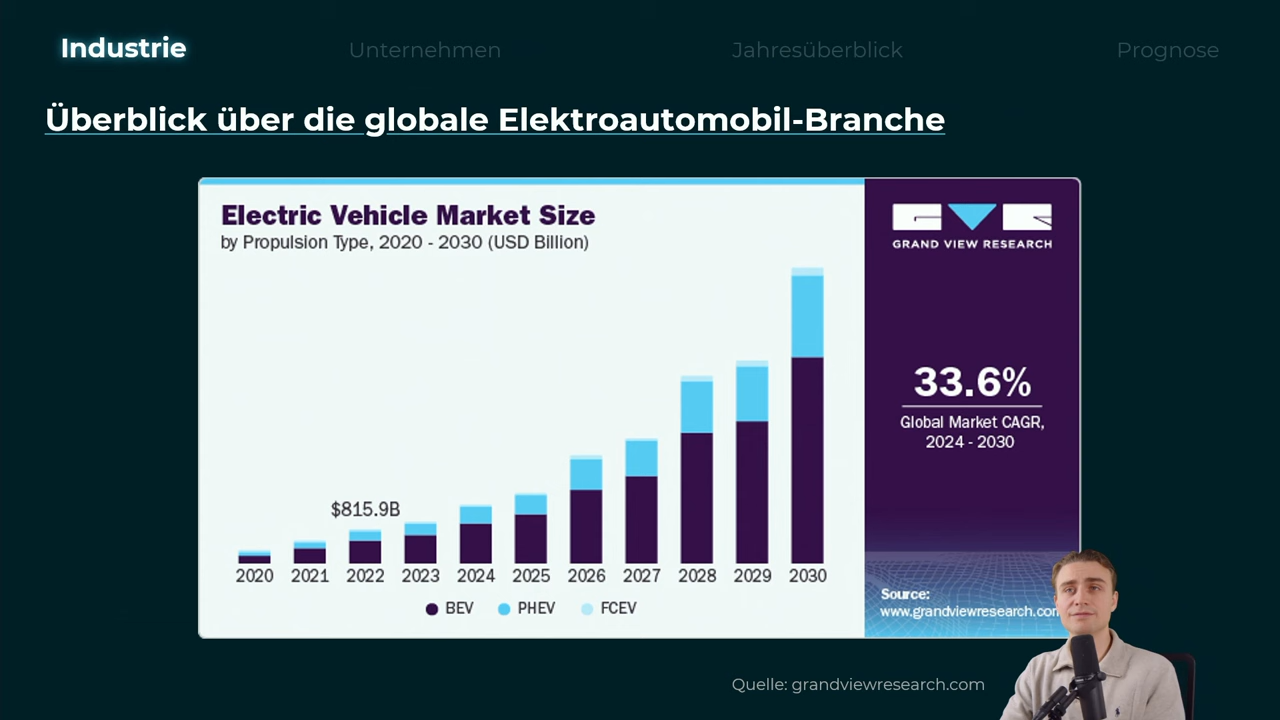 Industrie Unternehmen Jahresüberblick Prognose
Überblick über die globale Elektroautomobil-Branche
Electric Vehicle Market Size
by Propulsion Type, 2020 - 2030 (USD Billion)
GRAND VIEW RESEARCH
33.6%
Global Market CAGR,
2024 - 2030
$815.9B
2020 2021 2022 2023 2024 2025 2026 2027 2028 2029 2030
BEV PHEV FCEV
Source:
www.grandviewresearch.com
Quelle: grandviewresearch.com